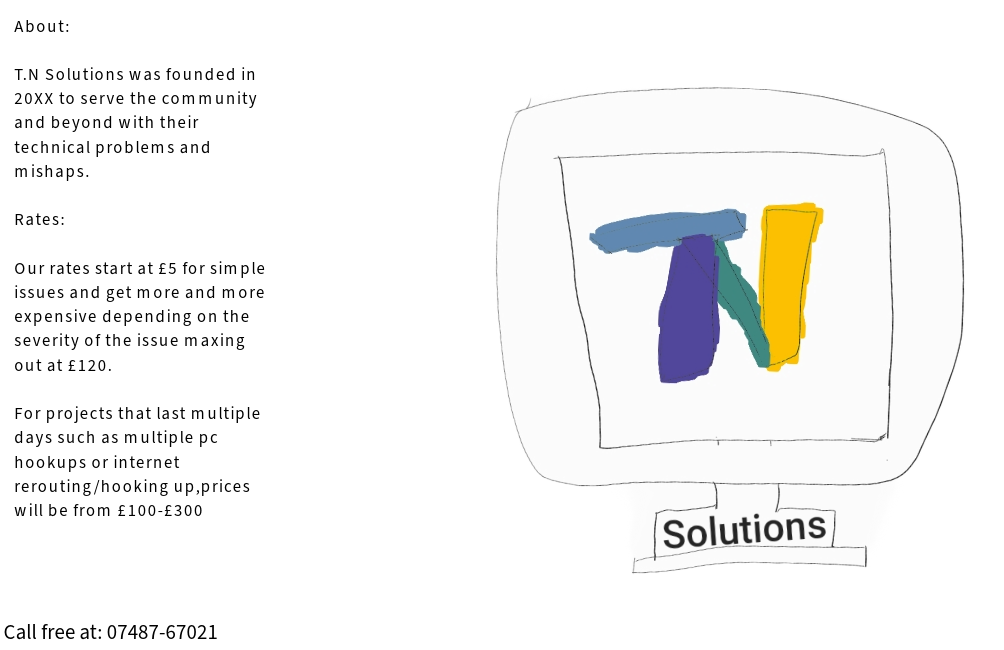 About:
T.N Solutions was founded in
20XX to serve the community
and beyond with their
technical problems and
mishaps.
Rates:
Our rates start at £5 for simple
issues and get more and more
expensive depending on the
severity of the issue maxing
out at £120.
For projects that last multiple
days such as multiple pc
hookups or internet
rerouting/hooking up,prices
will be from £100-£300
TN
Solutions
Call free at: 07487-67021